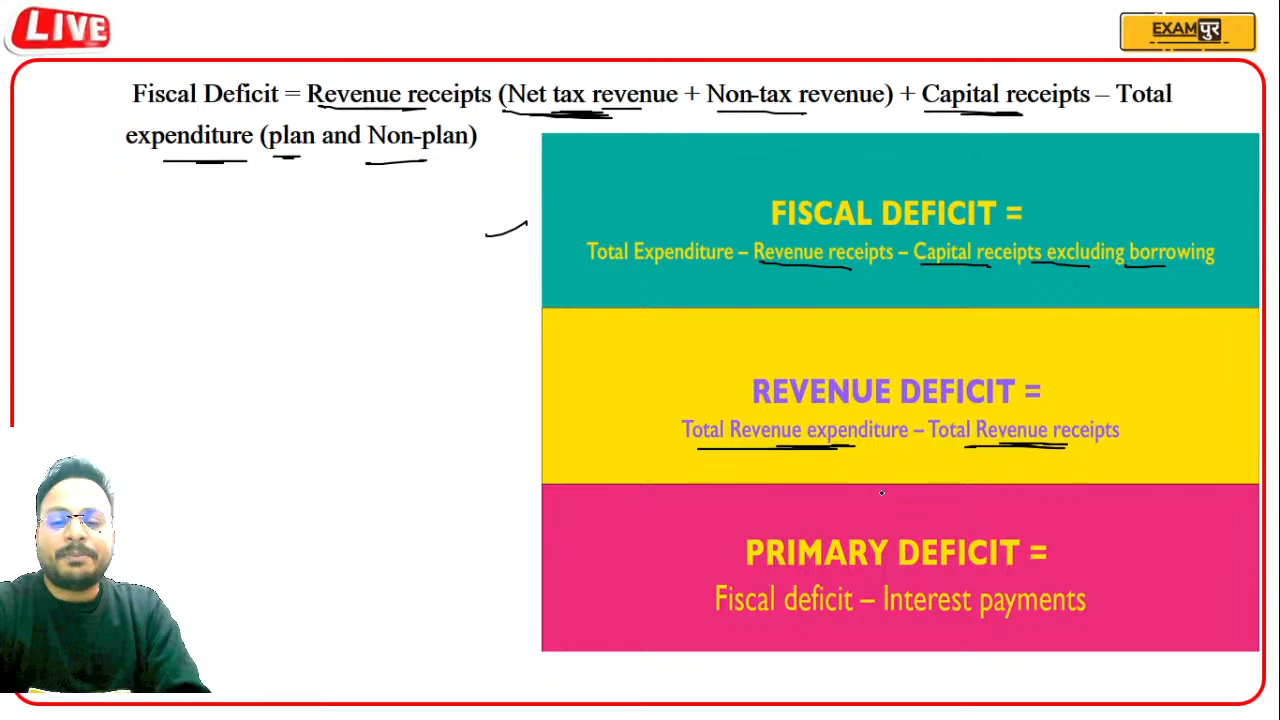 LIVE
EXAMपुर
Fiscal Deficit = Revenue receipts (Net tax revenue + Non-tax revenue) + Capital receipts – Total
expenditure (plan and Non-plan)
FISCAL DEFICIT =
Total Expenditure – Revenue receipts – Capital receipts excluding borrowing
REVENUE DEFICIT =
Total Revenue expenditure – Total Revenue receipts
PRIMARY DEFICIT =
Fiscal deficit – Interest payments